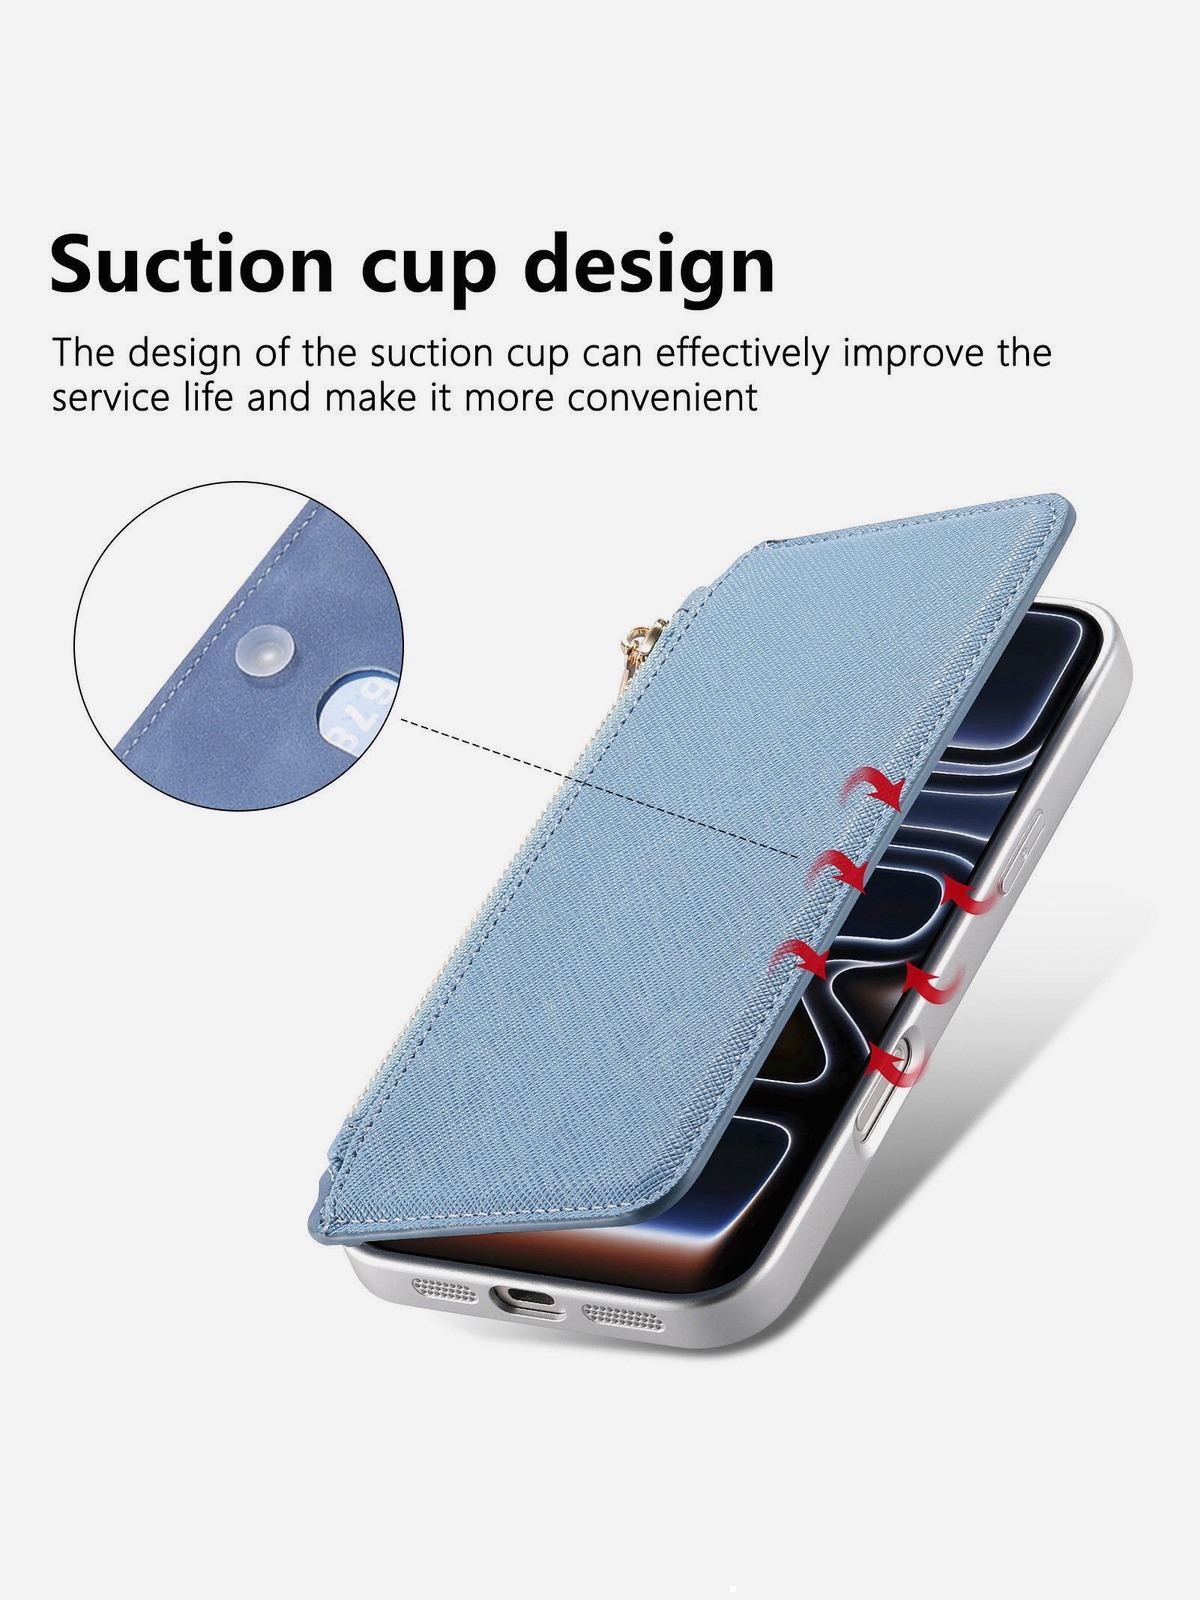 Suction cup design
The design of the suction cup can effectively improve the
service life and make it more convenient
678